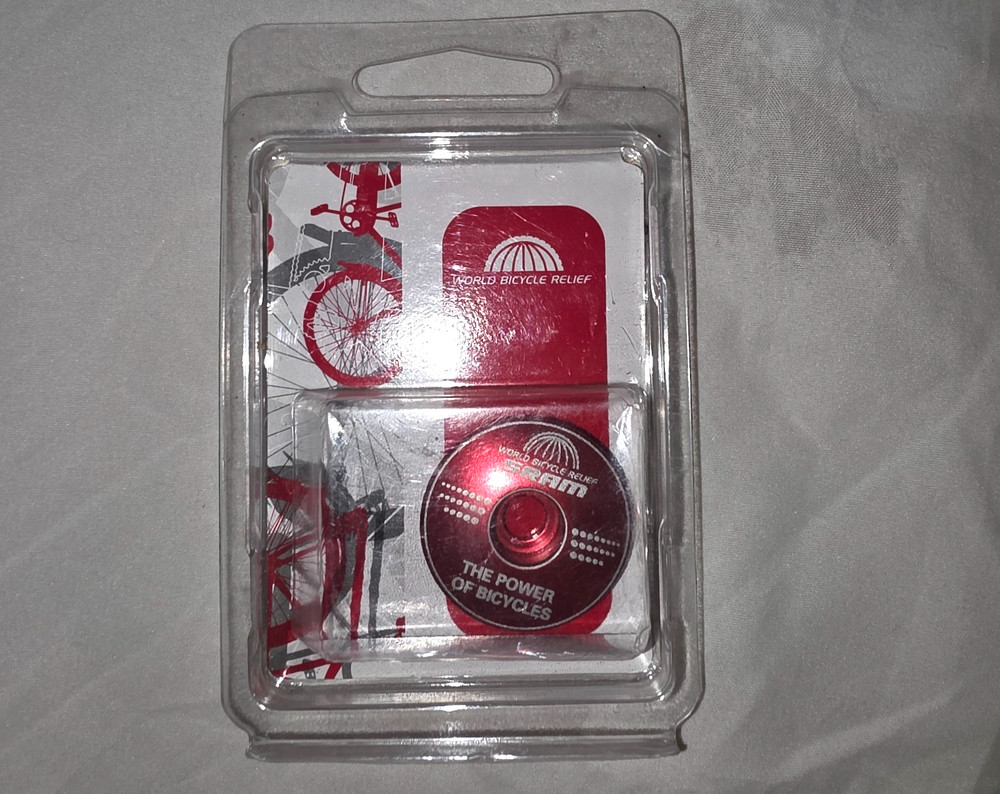 WORLD BICYCLE RELIEF
WORLD BICYCLE RELIEF
SRAM
THE POWER
OF BICYCLES